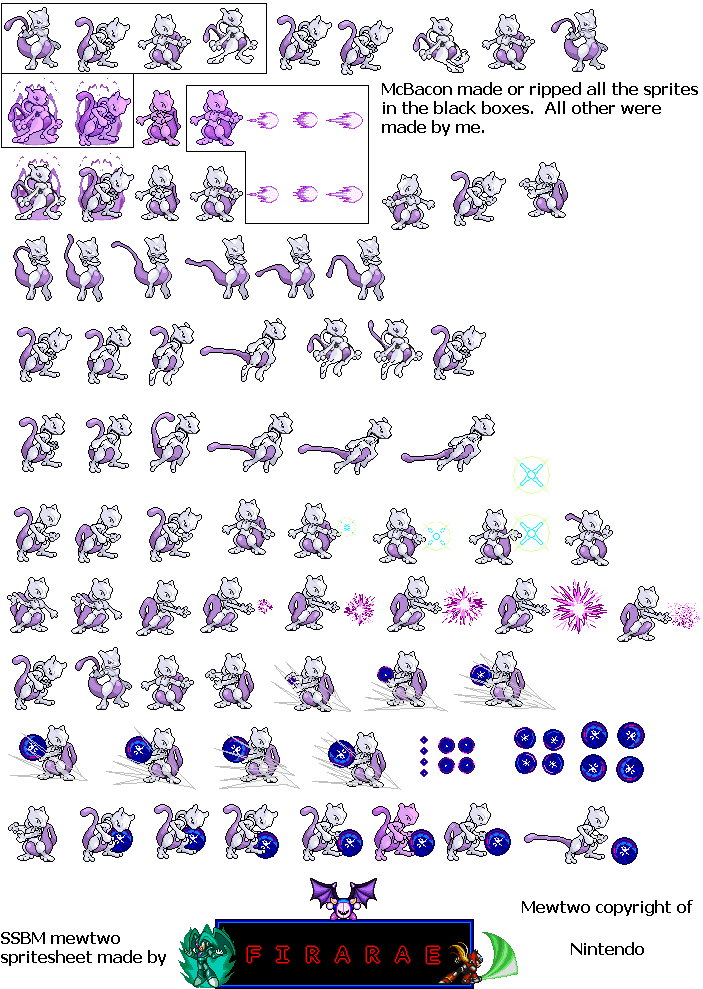 McBacon made or ripped all the sprites
in the black boxes.  All other were
made by me.
Mewtwo copyright of
Nintendo
SSBM mewtwo
spritesheet made by
FIRARAE